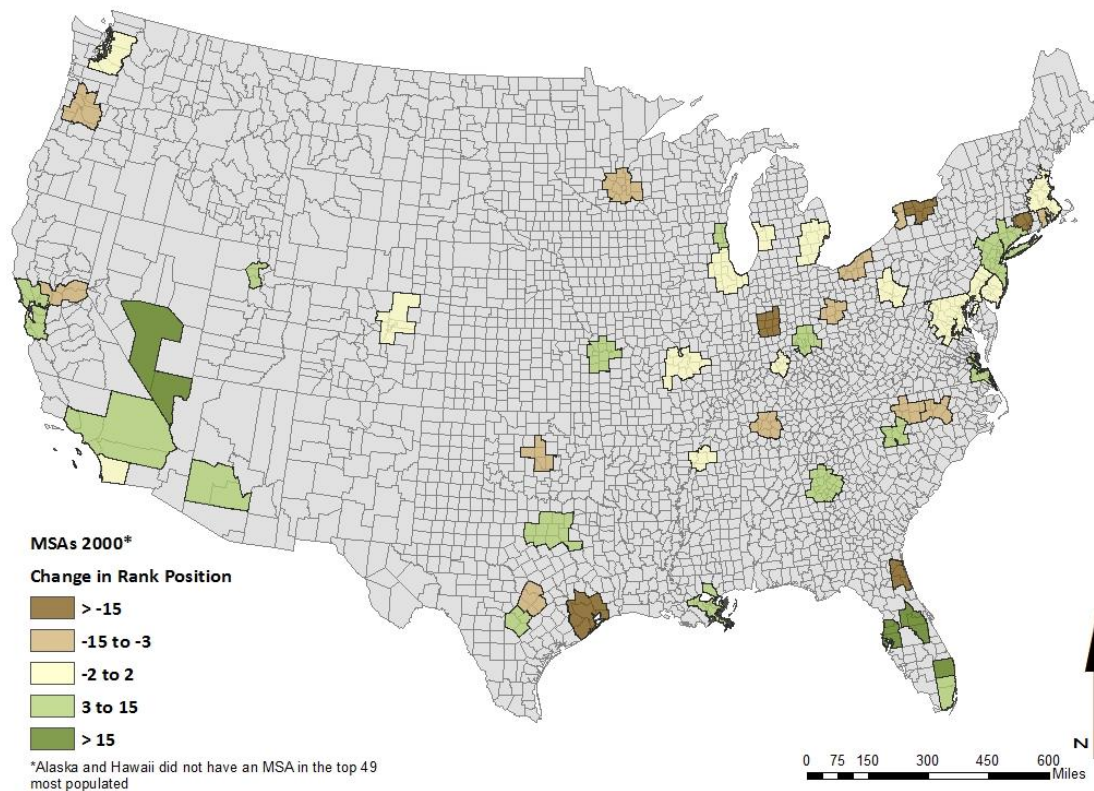 MSAs 2000*
Change in Rank Position
> -15
-15 to -3
-2 to 2
3 to 15
> 15
*Alaska and Hawaii did not have an MSA in the top 49
most populated
N
0 75 150 300 450 600
Miles